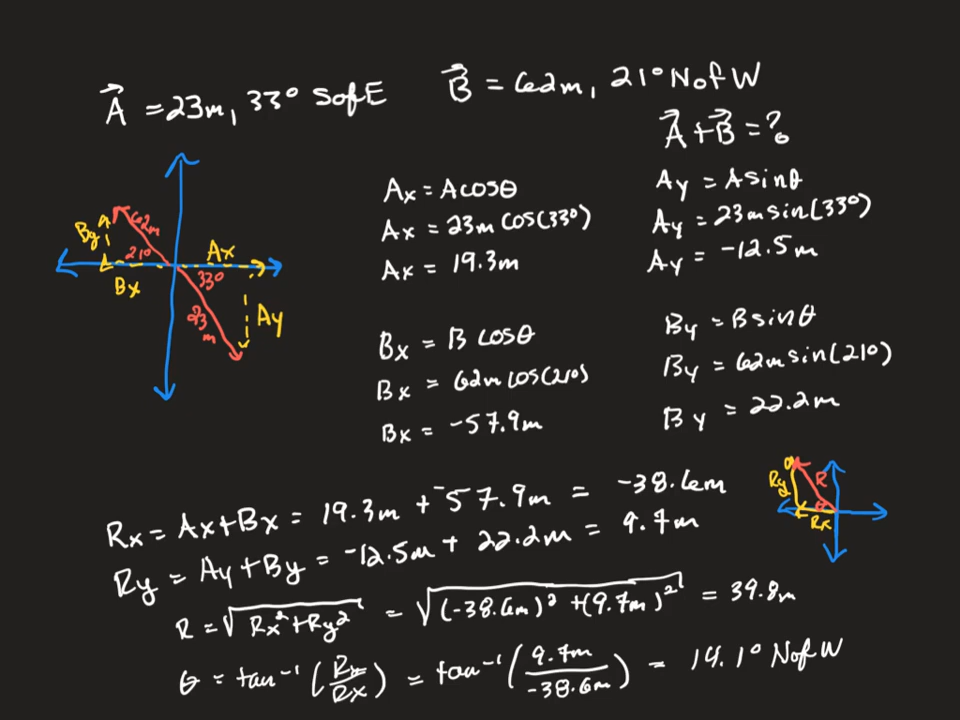 A⃗ = 23m, 33° S of E
B⃗ = 62m, 21° N of W
A⃗ + B⃗ = ?
62m
By
21°
Bx
Ax
33°
23 m
Ay
Ax = A cosθ
Ax = 23m cos(33°)
Ax = 19.3m
Ay = A sinθ
Ay = 23m sin(33°)
Ay = -12.5m
Bx = B cosθ
Bx = 62m cos(21°)
Bx = -57.9m
By = B sinθ
By = 62m sin(21°)
By = 22.2m
Ry
R
θ
Rx
Rx = Ax + Bx = 19.3m + -57.9m = -38.6m
Ry = Ay + By = -12.5m + 22.2m = 9.7m
R = √(Rx² + Ry²) = √((-38.6m)² + (9.7m)²) = 39.8m
θ = tan⁻¹(Ry/Rx) = tan⁻¹(9.7m/-38.6m) = 14.1° N of W